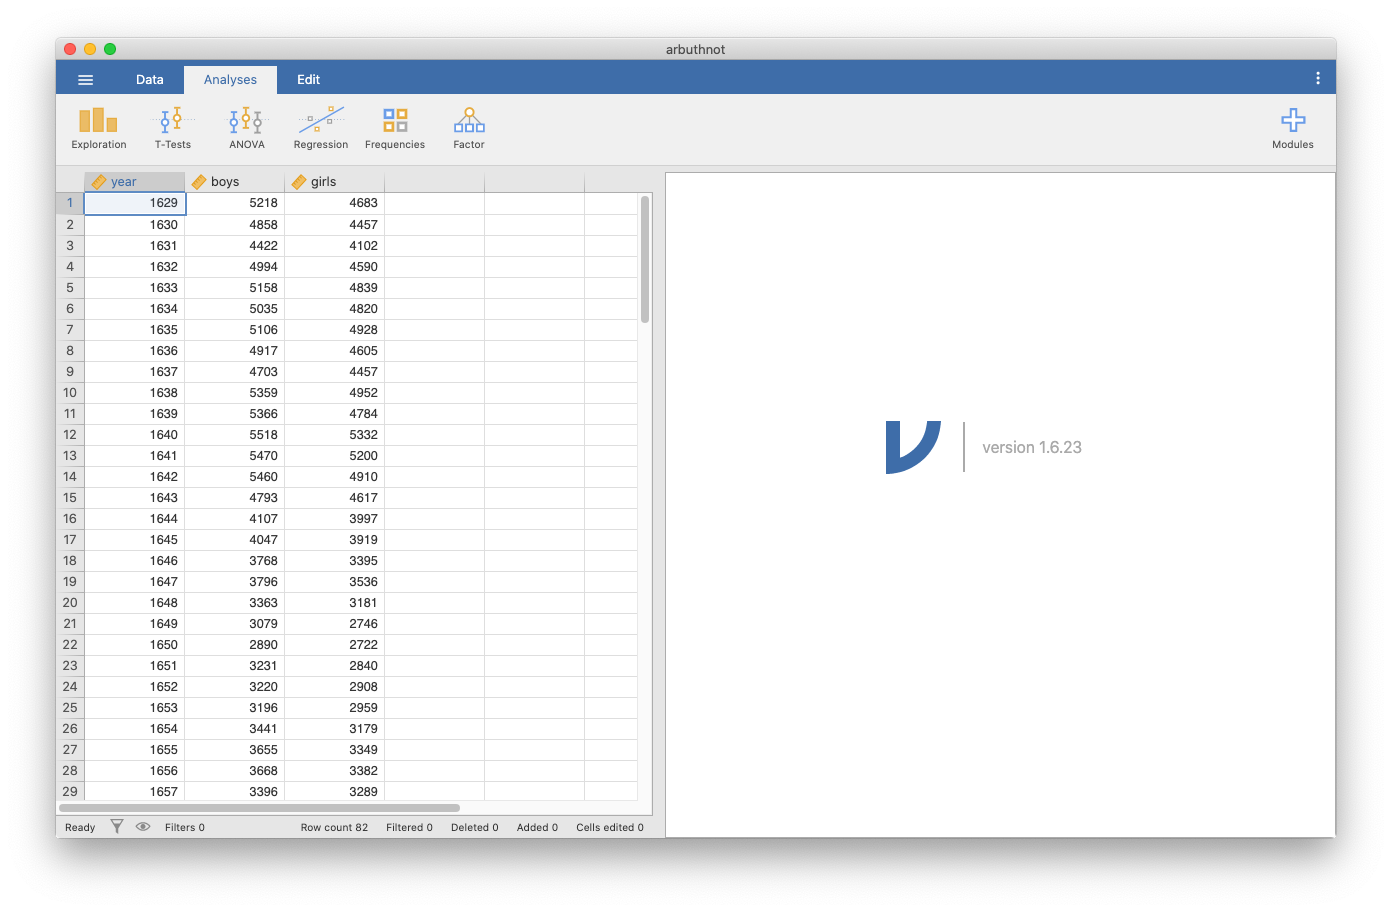 arbuthnot
Data Analyses Edit
Exploration T-Tests ANOVA Regression Frequencies Factor Modules
year boys girls
1 1629 5218 4683
2 1630 4858 4457
3 1631 4422 4102
4 1632 4994 4590
5 1633 5158 4839
6 1634 5035 4820
7 1635 5106 4928
8 1636 4917 4605
9 1637 4703 4457
10 1638 5359 4952
11 1639 5366 4784
12 1640 5518 5332
13 1641 5470 5200
14 1642 5460 4910
15 1643 4793 4617
16 1644 4107 3997
17 1645 4047 3919
18 1646 3768 3395
19 1647 3796 3536
20 1648 3363 3181
21 1649 3079 2746
22 1650 2890 2722
23 1651 3231 2840
24 1652 3220 2908
25 1653 3196 2959
26 1654 3441 3179
27 1655 3655 3349
28 1656 3668 3382
29 1657 3396 3289
Ready Filters 0 Row count 82 Filtered 0 Deleted 0 Added 0 Cells edited 0
version 1.6.23